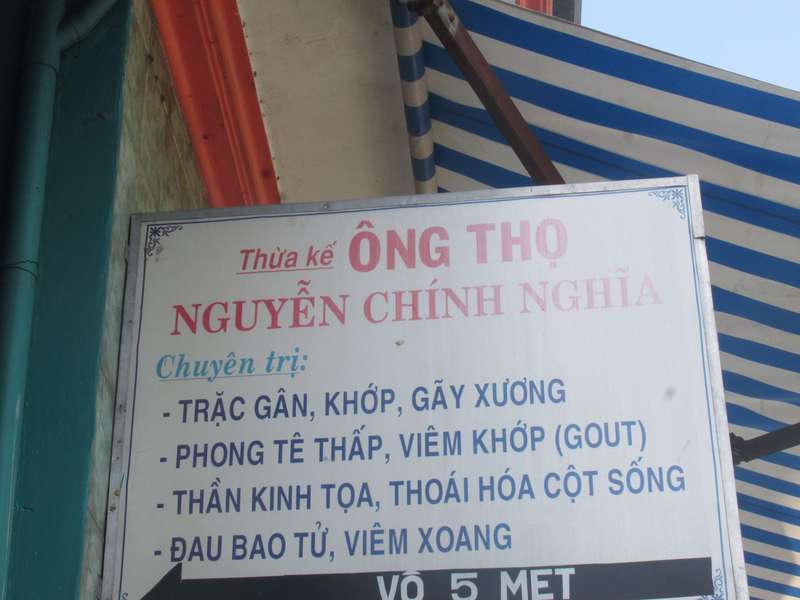 Thừa kế ÔNG THỌ
NGUYỄN CHÍNH NGHĨA
Chuyên trị:
- TRẶC GÂN, KHỚP, GÃY XƯƠNG
- PHONG TÊ THẤP, VIÊM KHỚP (GOUT)
- THẦN KINH TỌA, THOÁI HÓA CỘT SỐNG
- ĐAU BAO TỬ, VIÊM XOANG
VÔ 5 MET